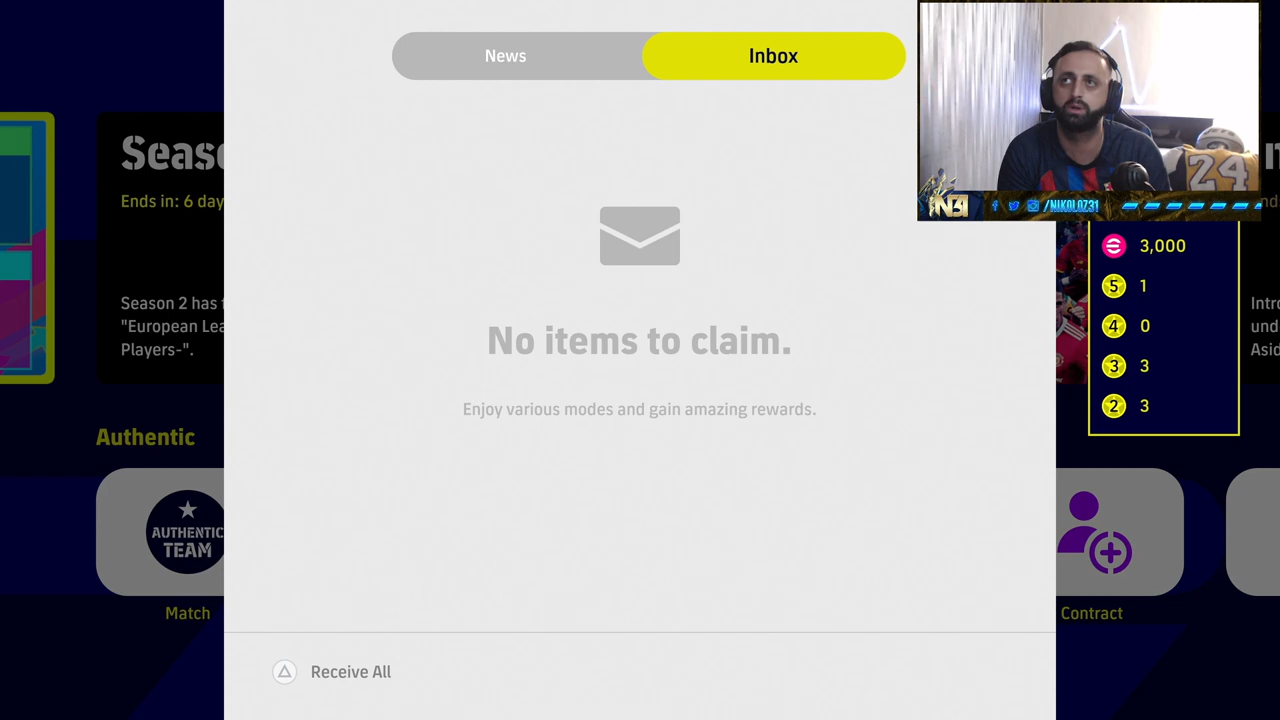 News
Inbox
Seas
Ends in: 6 day
Season 2 has
"European Lea
Players-".
No items to claim.
Enjoy various modes and gain amazing rewards.
Authentic
AUTHENTIC
TEAM
Match
Receive All
24
N31
/NIKOLOZ31
3,000
5 1
4 0
3 3
2 3
Intro
und
Asid
Contract